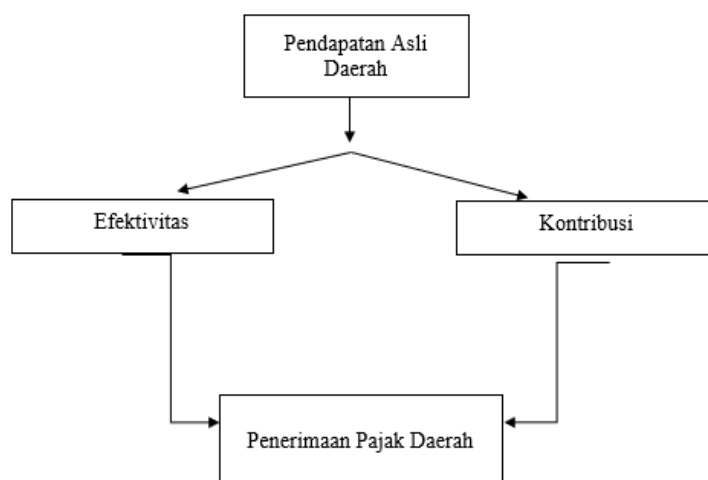 Pendapatan Asli
Daerah
Efektivitas
Kontribusi
Penerimaan Pajak Daerah